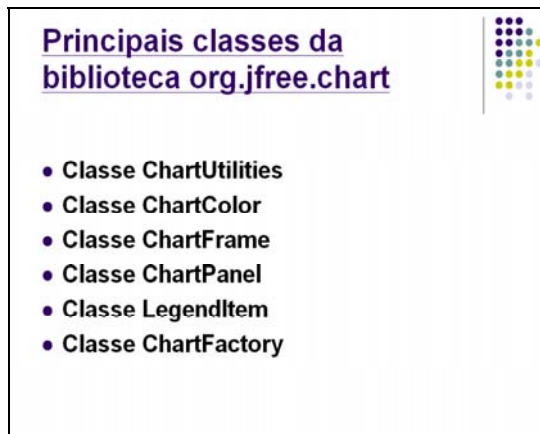 Principais classes da
biblioteca org.jfree.chart
• Classe ChartUtilities
• Classe ChartColor
• Classe ChartFrame
• Classe ChartPanel
• Classe LegendItem
• Classe ChartFactory